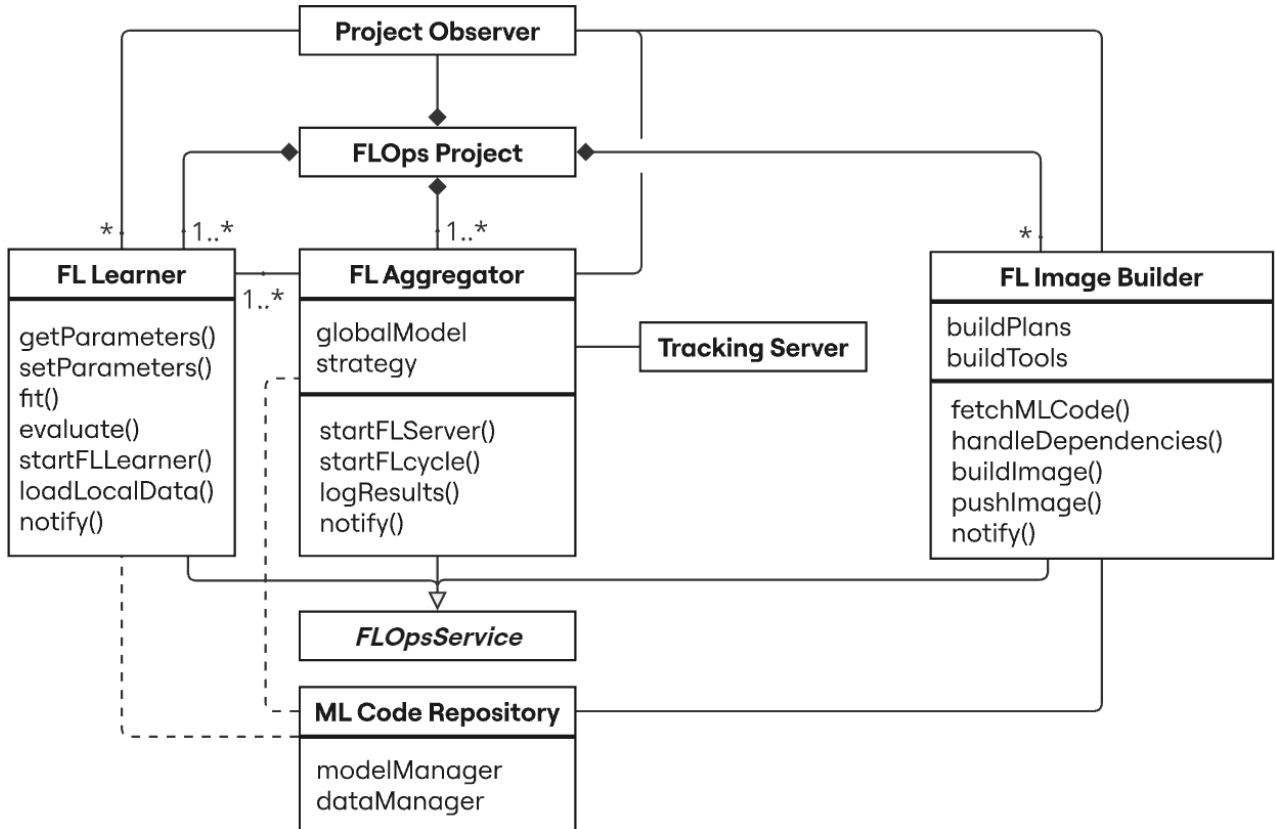 Project Observer
FLOps Project
*
1..*
1..*
*
FL Learner
1..*
getParameters()
setParameters()
fit()
evaluate()
startFLLearner()
loadLocalData()
notify()
FL Aggregator
globalModel
strategy
startFLServer()
startFLcycle()
logResults()
notify()
Tracking Server
FL Image Builder
buildPlans
buildTools
fetchMLCode()
handleDependencies()
buildImage()
pushImage()
notify()
FLOpsService
ML Code Repository
modelManager
dataManager